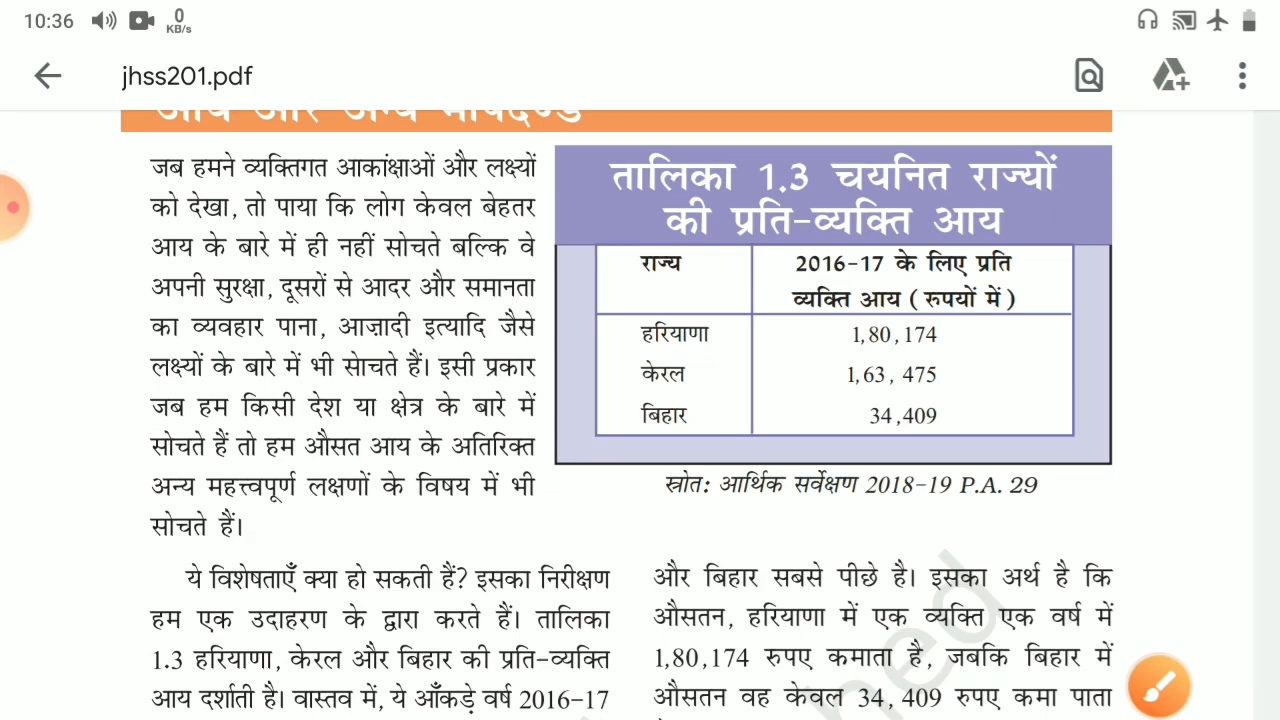 10:36
0
KB/s
jhss201.pdf
आय और अन्य मापदण्ड
जब हमने व्यक्तिगत आकांक्षाओं और लक्ष्यों
को देखा, तो पाया कि लोग केवल बेहतर
आय के बारे में ही नहीं सोचते बल्कि वे
अपनी सुरक्षा, दूसरों से आदर और समानता
का व्यवहार पाना, आज़ादी इत्यादि जैसे
लक्ष्यों के बारे में भी सेाचते हैं। इसी प्रकार
जब हम किसी देश या क्षेत्र के बारे में
सोचते हैं तो हम औसत आय के अतिरिक्त
अन्य महत्त्वपूर्ण लक्षणों के विषय में भी
सोचते हैं।
तालिका 1.3 चयनित राज्यों
की प्रति-व्यक्ति आय
राज्य 2016-17 के लिए प्रति
व्यक्ति आय ( रुपयों में )
हरियाणा 1,80,174
केरल 1,63, 475
बिहार 34,409
स्रोत: आर्थिक सर्वेक्षण 2018-19 P.A. 29
ये विशेषताएँ क्या हो सकती हैं? इसका निरीक्षण
हम एक उदाहरण के द्वारा करते हैं। तालिका
1.3 हरियाणा, केरल और बिहार की प्रति-व्यक्ति
आय दर्शाती है। वास्तव में, ये आँकड़े वर्ष 2016-17
और बिहार सबसे पीछे है। इसका अर्थ है कि
औसतन, हरियाणा में एक व्यक्ति एक वर्ष में
1,80,174 रुपए कमाता है, जबकि बिहार में
औसतन वह केवल 34, 409 रुपए कमा पाता